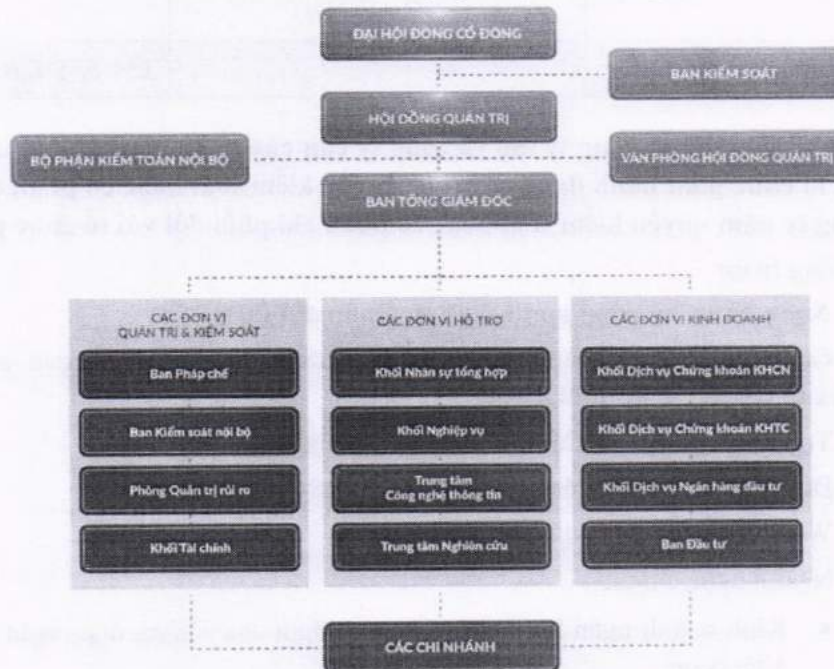 ĐẠI HỘI ĐỒNG CỔ ĐÔNG
BAN KIỂM SOÁT
HỘI ĐỒNG QUẢN TRỊ
BỘ PHẬN KIỂM TOÁN NỘI BỘ
VĂN PHÒNG HỘI ĐỒNG QUẢN TRỊ
BAN TỔNG GIÁM ĐỐC
CÁC ĐƠN VỊ
QUẢN TRỊ & KIỂM SOÁT
Ban Pháp chế
Ban Kiểm soát nội bộ
Phòng Quản trị rủi ro
Khối Tài chính
CÁC ĐƠN VỊ HỖ TRỢ
Khối Nhân sự tổng hợp
Khối Nghiệp vụ
Trung tâm
Công nghệ thông tin
Trung tâm Nghiên cứu
CÁC ĐƠN VỊ KINH DOANH
Khối Dịch vụ Chứng khoán KHCN
Khối Dịch vụ Chứng khoán KHTC
Khối Dịch vụ Ngân hàng đầu tư
Ban Đầu tư
CÁC CHI NHÁNH